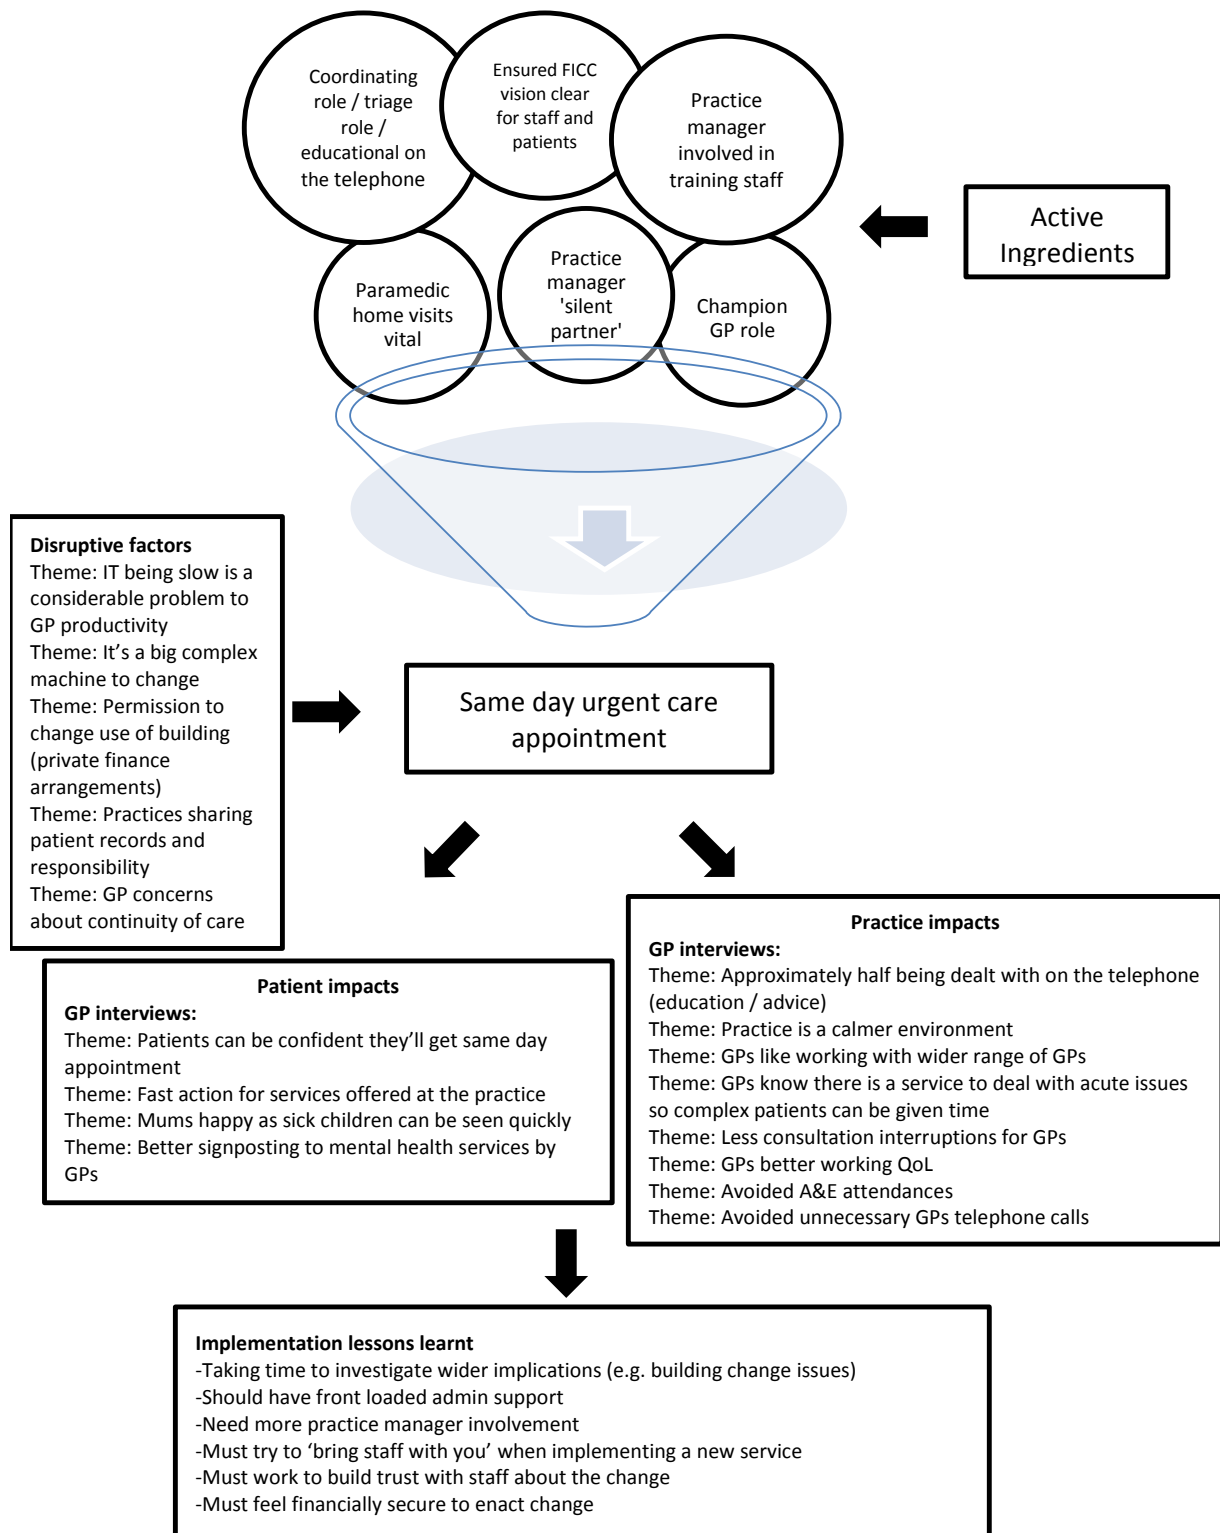 Coordinating
role / triage
role /
educational on
the telephone
Ensured FICC
vision clear
for staff and
patients
Practice
manager
involved in
training staff
Active
Ingredients
Paramedic
home visits
vital
Practice
manager
'silent
partner'
Champion
GP role
Disruptive factors
Theme: IT being slow is a
considerable problem to
GP productivity
Theme: It’s a big complex
machine to change
Theme: Permission to
change use of building
(private finance
arrangements)
Theme: Practices sharing
patient records and
responsibility
Theme: GP concerns
about continuity of care
Same day urgent care
appointment
Patient impacts
GP interviews:
Theme: Patients can be confident they’ll get same day
appointment
Theme: Fast action for services offered at the practice
Theme: Mums happy as sick children can be seen quickly
Theme: Better signposting to mental health services by
GPs
Practice impacts
GP interviews:
Theme: Approximately half being dealt with on the telephone
(education / advice)
Theme: Practice is a calmer environment
Theme: GPs like working with wider range of GPs
Theme: GPs know there is a service to deal with acute issues
so complex patients can be given time
Theme: Less consultation interruptions for GPs
Theme: GPs better working QoL
Theme: Avoided A&E attendances
Theme: Avoided unnecessary GPs telephone calls
Implementation lessons learnt
-Taking time to investigate wider implications (e.g. building change issues)
-Should have front loaded admin support
-Need more practice manager involvement
-Must try to ‘bring staff with you’ when implementing a new service
-Must work to build trust with staff about the change
-Must feel financially secure to enact change